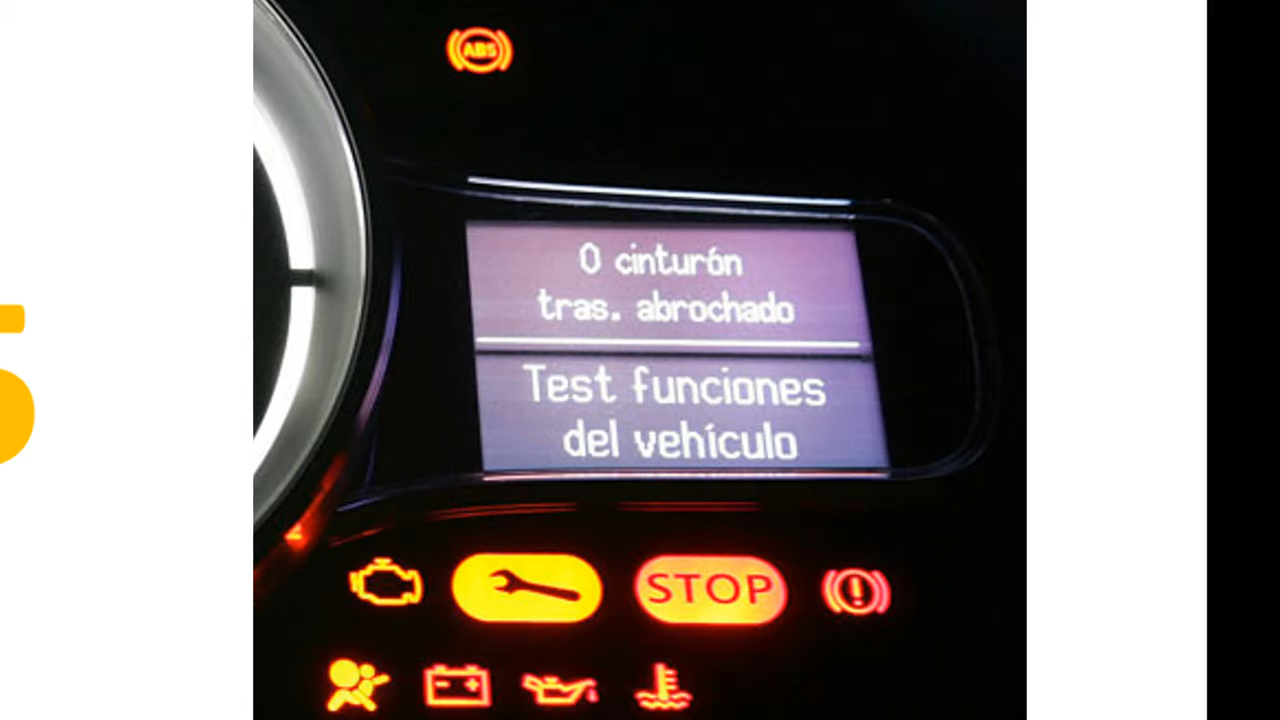 ABS
0 cinturón
tras. abrochado
Test funciones
del vehículo
STOP